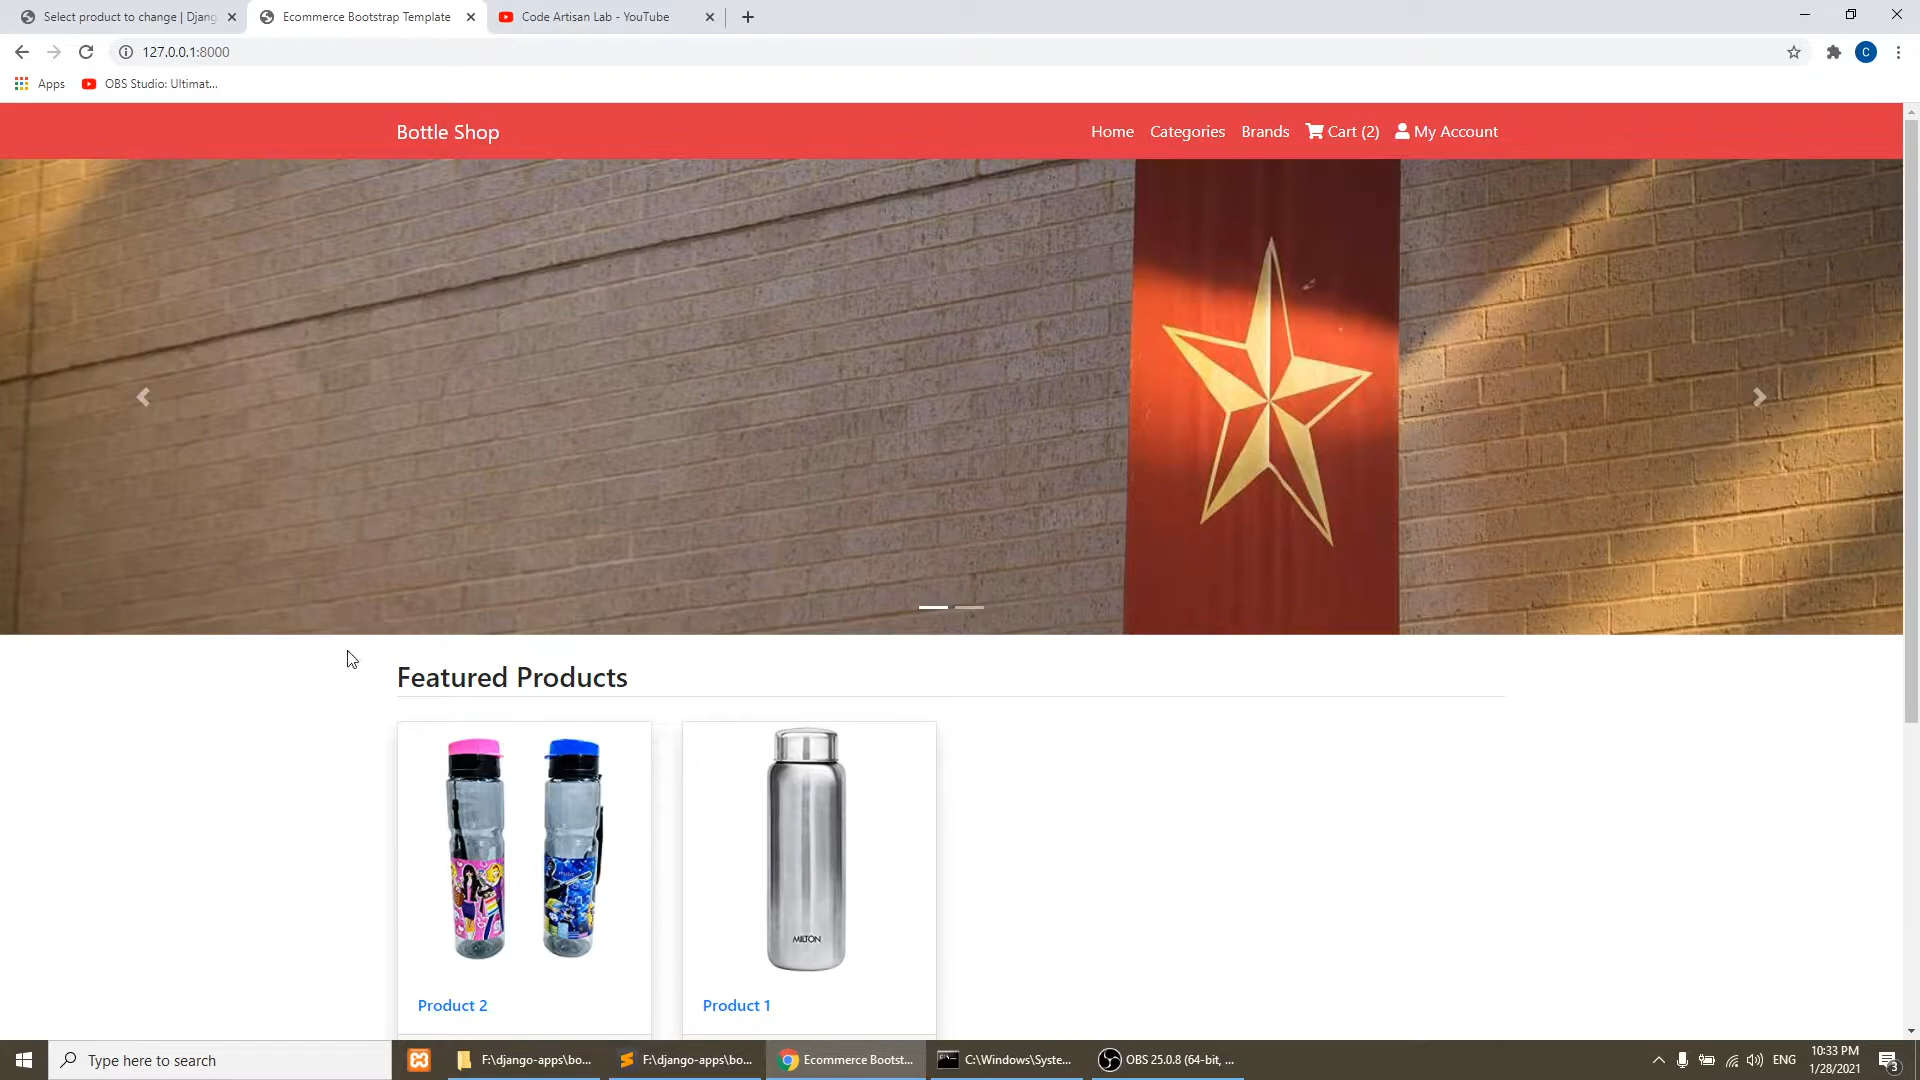 Select product to change | Djang
Ecommerce Bootstrap Template
Code Artisan Lab - YouTube
127.0.0.1:8000
C
Apps
OBS Studio: Ultimat...
Bottle Shop
Home
Categories
Brands
Cart (2)
My Account
Featured Products
MILTON
Product 2
Product 1
Type here to search
F:\django-apps\bo...
F:\django-apps\bo...
Ecommerce Bootst...
C:\Windows\Syste...
OBS 25.0.8 (64-bit, ...
ENG
10:33 PM
1/28/2021
3